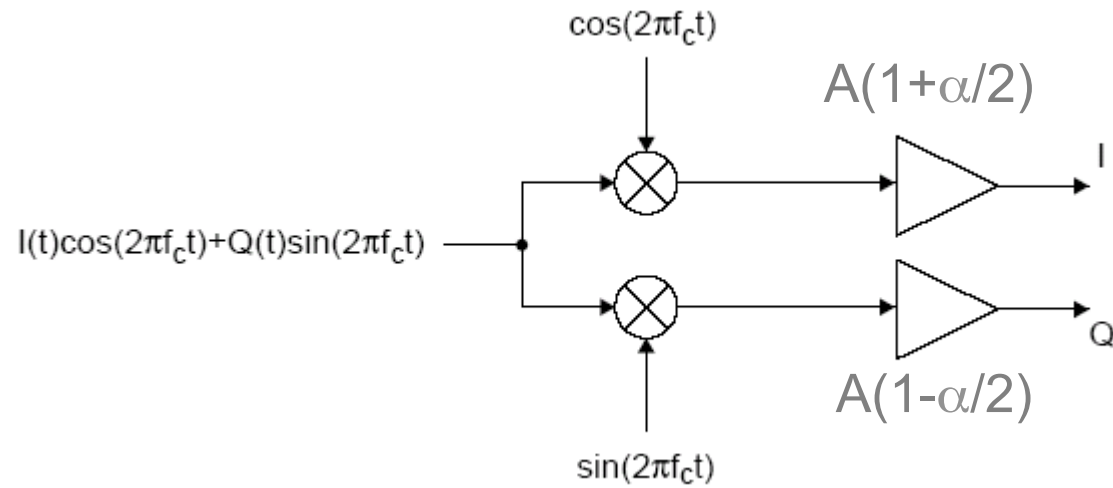 cos(2πf_ct)
A(1+α/2)
I
I(t)cos(2πf_ct)+Q(t)sin(2πf_ct)
Q
A(1-α/2)
sin(2πf_ct)